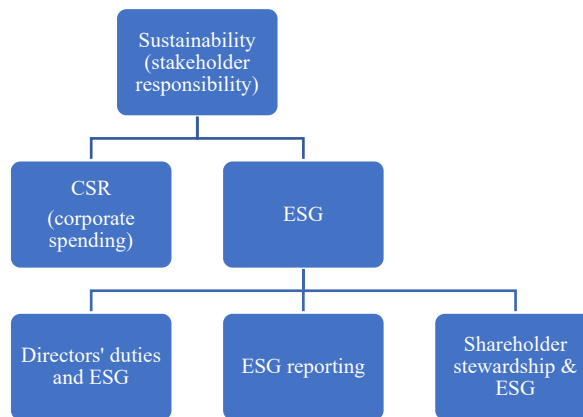 Sustainability
(stakeholder
responsibility)
CSR
(corporate
spending)
ESG
Directors' duties
and ESG
ESG reporting
Shareholder
stewardship &
ESG